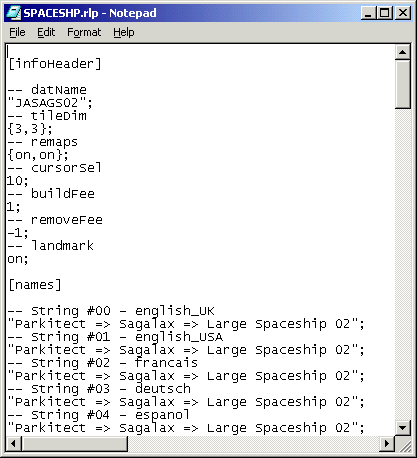 SPACESHP.rlp - Notepad
File Edit Format Help
[infoHeader]
-- datName
"JASAGS02";
-- tileDim
{3,3};
-- remaps
{on,on};
-- cursorSel
10;
-- buildFee
1;
-- removeFee
-1;
-- landmark
on;
[names]
-- String #00 - english_UK
"Parkitect => Sagalax => Large Spaceship 02";
-- String #01 - english_USA
"Parkitect => Sagalax => Large Spaceship 02";
-- String #02 - francais
"Parkitect => Sagalax => Large Spaceship 02";
-- String #03 - deutsch
"Parkitect => Sagalax => Large Spaceship 02";
-- String #04 - espanol
"Parkitect => Sagalax => Large Spaceship 02";